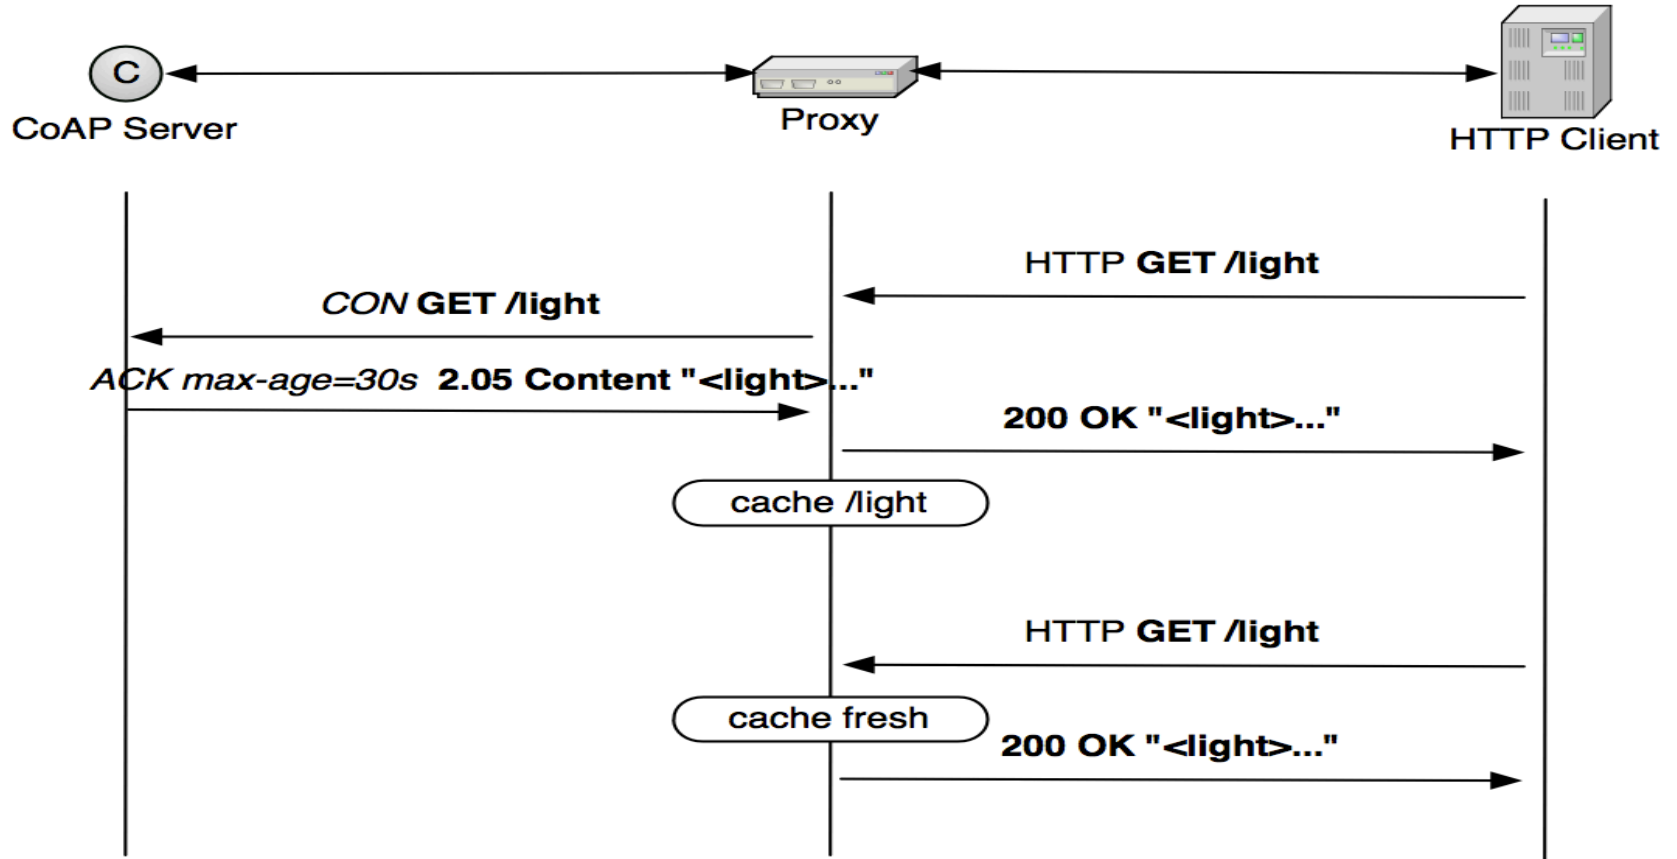 C
CoAP Server
Proxy
HTTP Client
HTTP GET /light
CON GET /light
ACK max-age=30s 2.05 Content "<light>..."
200 OK "<light>..."
cache /light
HTTP GET /light
cache fresh
200 OK "<light>..."